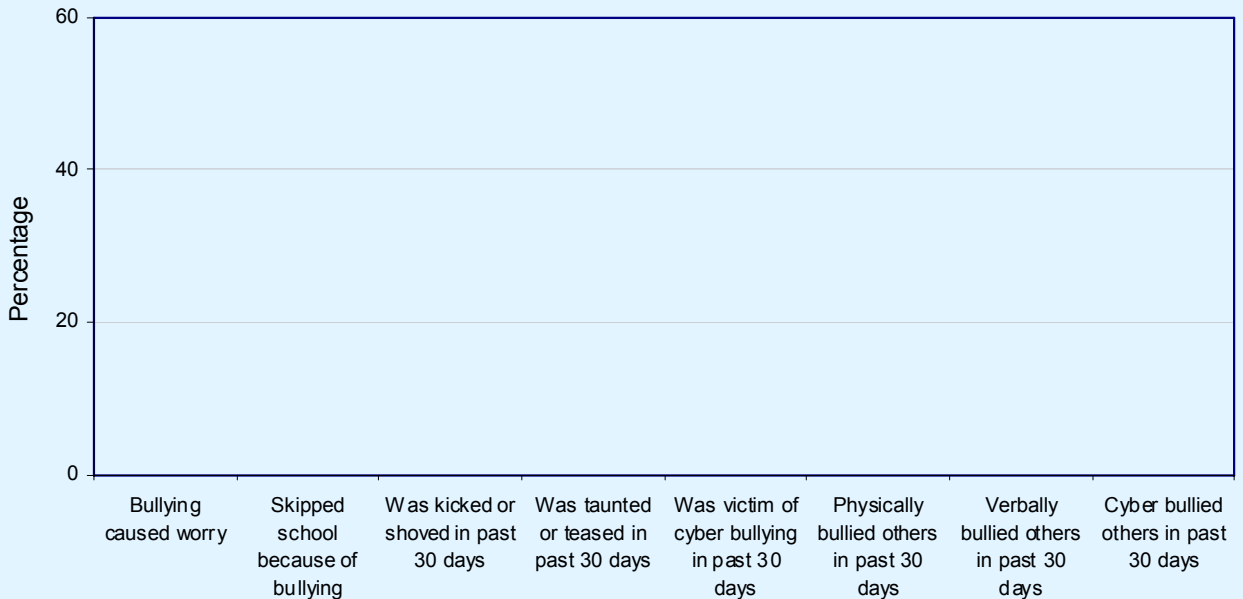 60
40
20
0
Percentage
Bullying
caused worry
Skipped
school
because of
bullying
Was kicked or
shoved in past
30 days
Was taunted
or teased in
past 30 days
Was victim of
cyber bullying
in past 30
days
Physically
bullied others
in past 30
days
Verbally
bullied others
in past 30
days
Cyber bullied
others in past
30 days